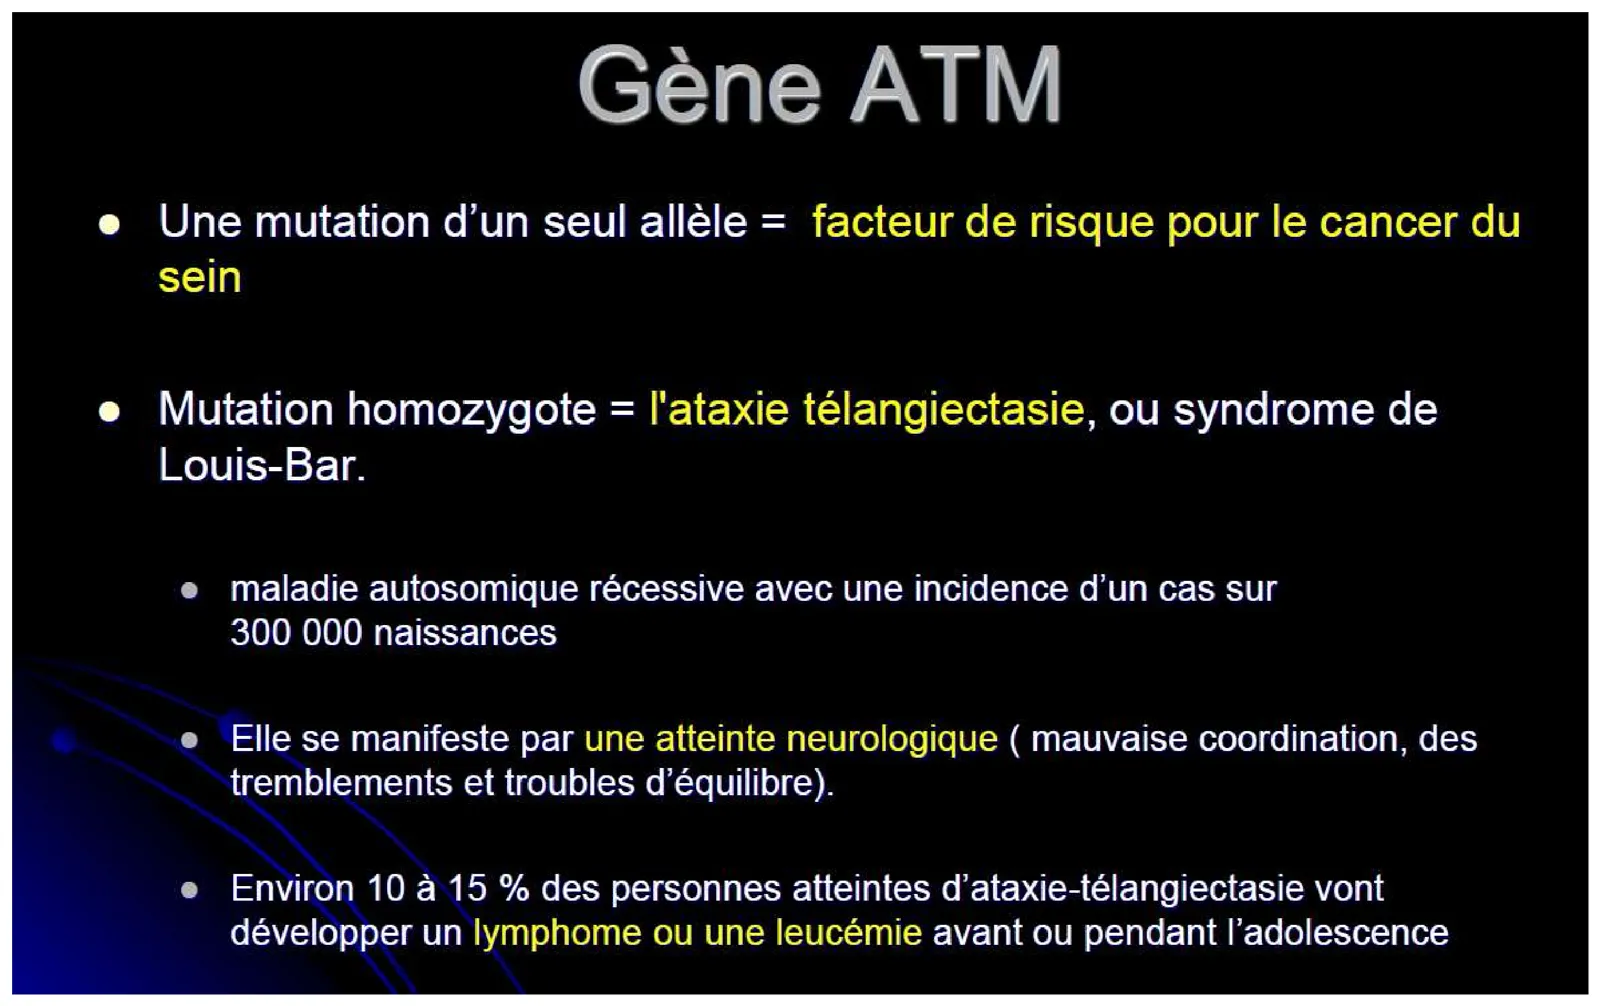 Gène ATM
Une mutation d’un seul allèle = facteur de risque pour le cancer du
sein
Mutation homozygote = l'ataxie télangiectasie, ou syndrome de
Louis-Bar.
maladie autosomique récessive avec une incidence d’un cas sur
300 000 naissances
Elle se manifeste par une atteinte neurologique ( mauvaise coordination, des
tremblements et troubles d’équilibre).
Environ 10 à 15 % des personnes atteintes d’ataxie-télangiectasie vont
développer un lymphome ou une leucémie avant ou pendant l’adolescence